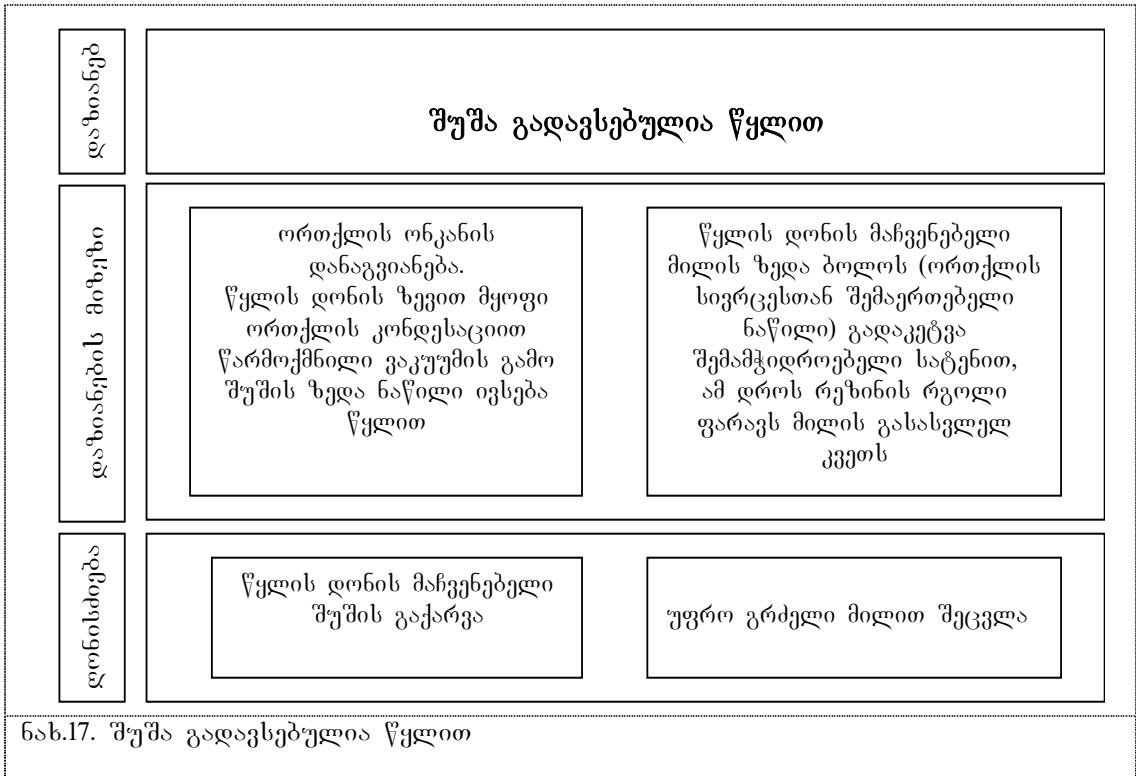 დაზიანებ
შუშა გადავსებულია წყლით
დაზიანების მიზეზი
ორთქლის ონკანის
დანაგვიანება.
წყლის დონის ზევით მყოფი
ორთქლის კონდესაციით
წარმოქმნილი ვაკუუმის გამო
შუშის ზედა ნაწილი ივსება
წყლით
წყლის დონის მაჩვენებელი
მილის ზედა ბოლოს (ორთქლის
სივრცესთან შემაერთებელი
ნაწილი) გადაკეტვა
შემამჭიდროებელი სატენით,
ამ დროს რეზინის რგოლი
ფარავს მილის გასასვლელ
კვეთს
ღონისძიება
წყლის დონის მაჩვენებელი
შუშის გაქარვა
უფრო გრძელი მილით შეცვლა
ნახ.17. შუშა გადავსებულია წყლით